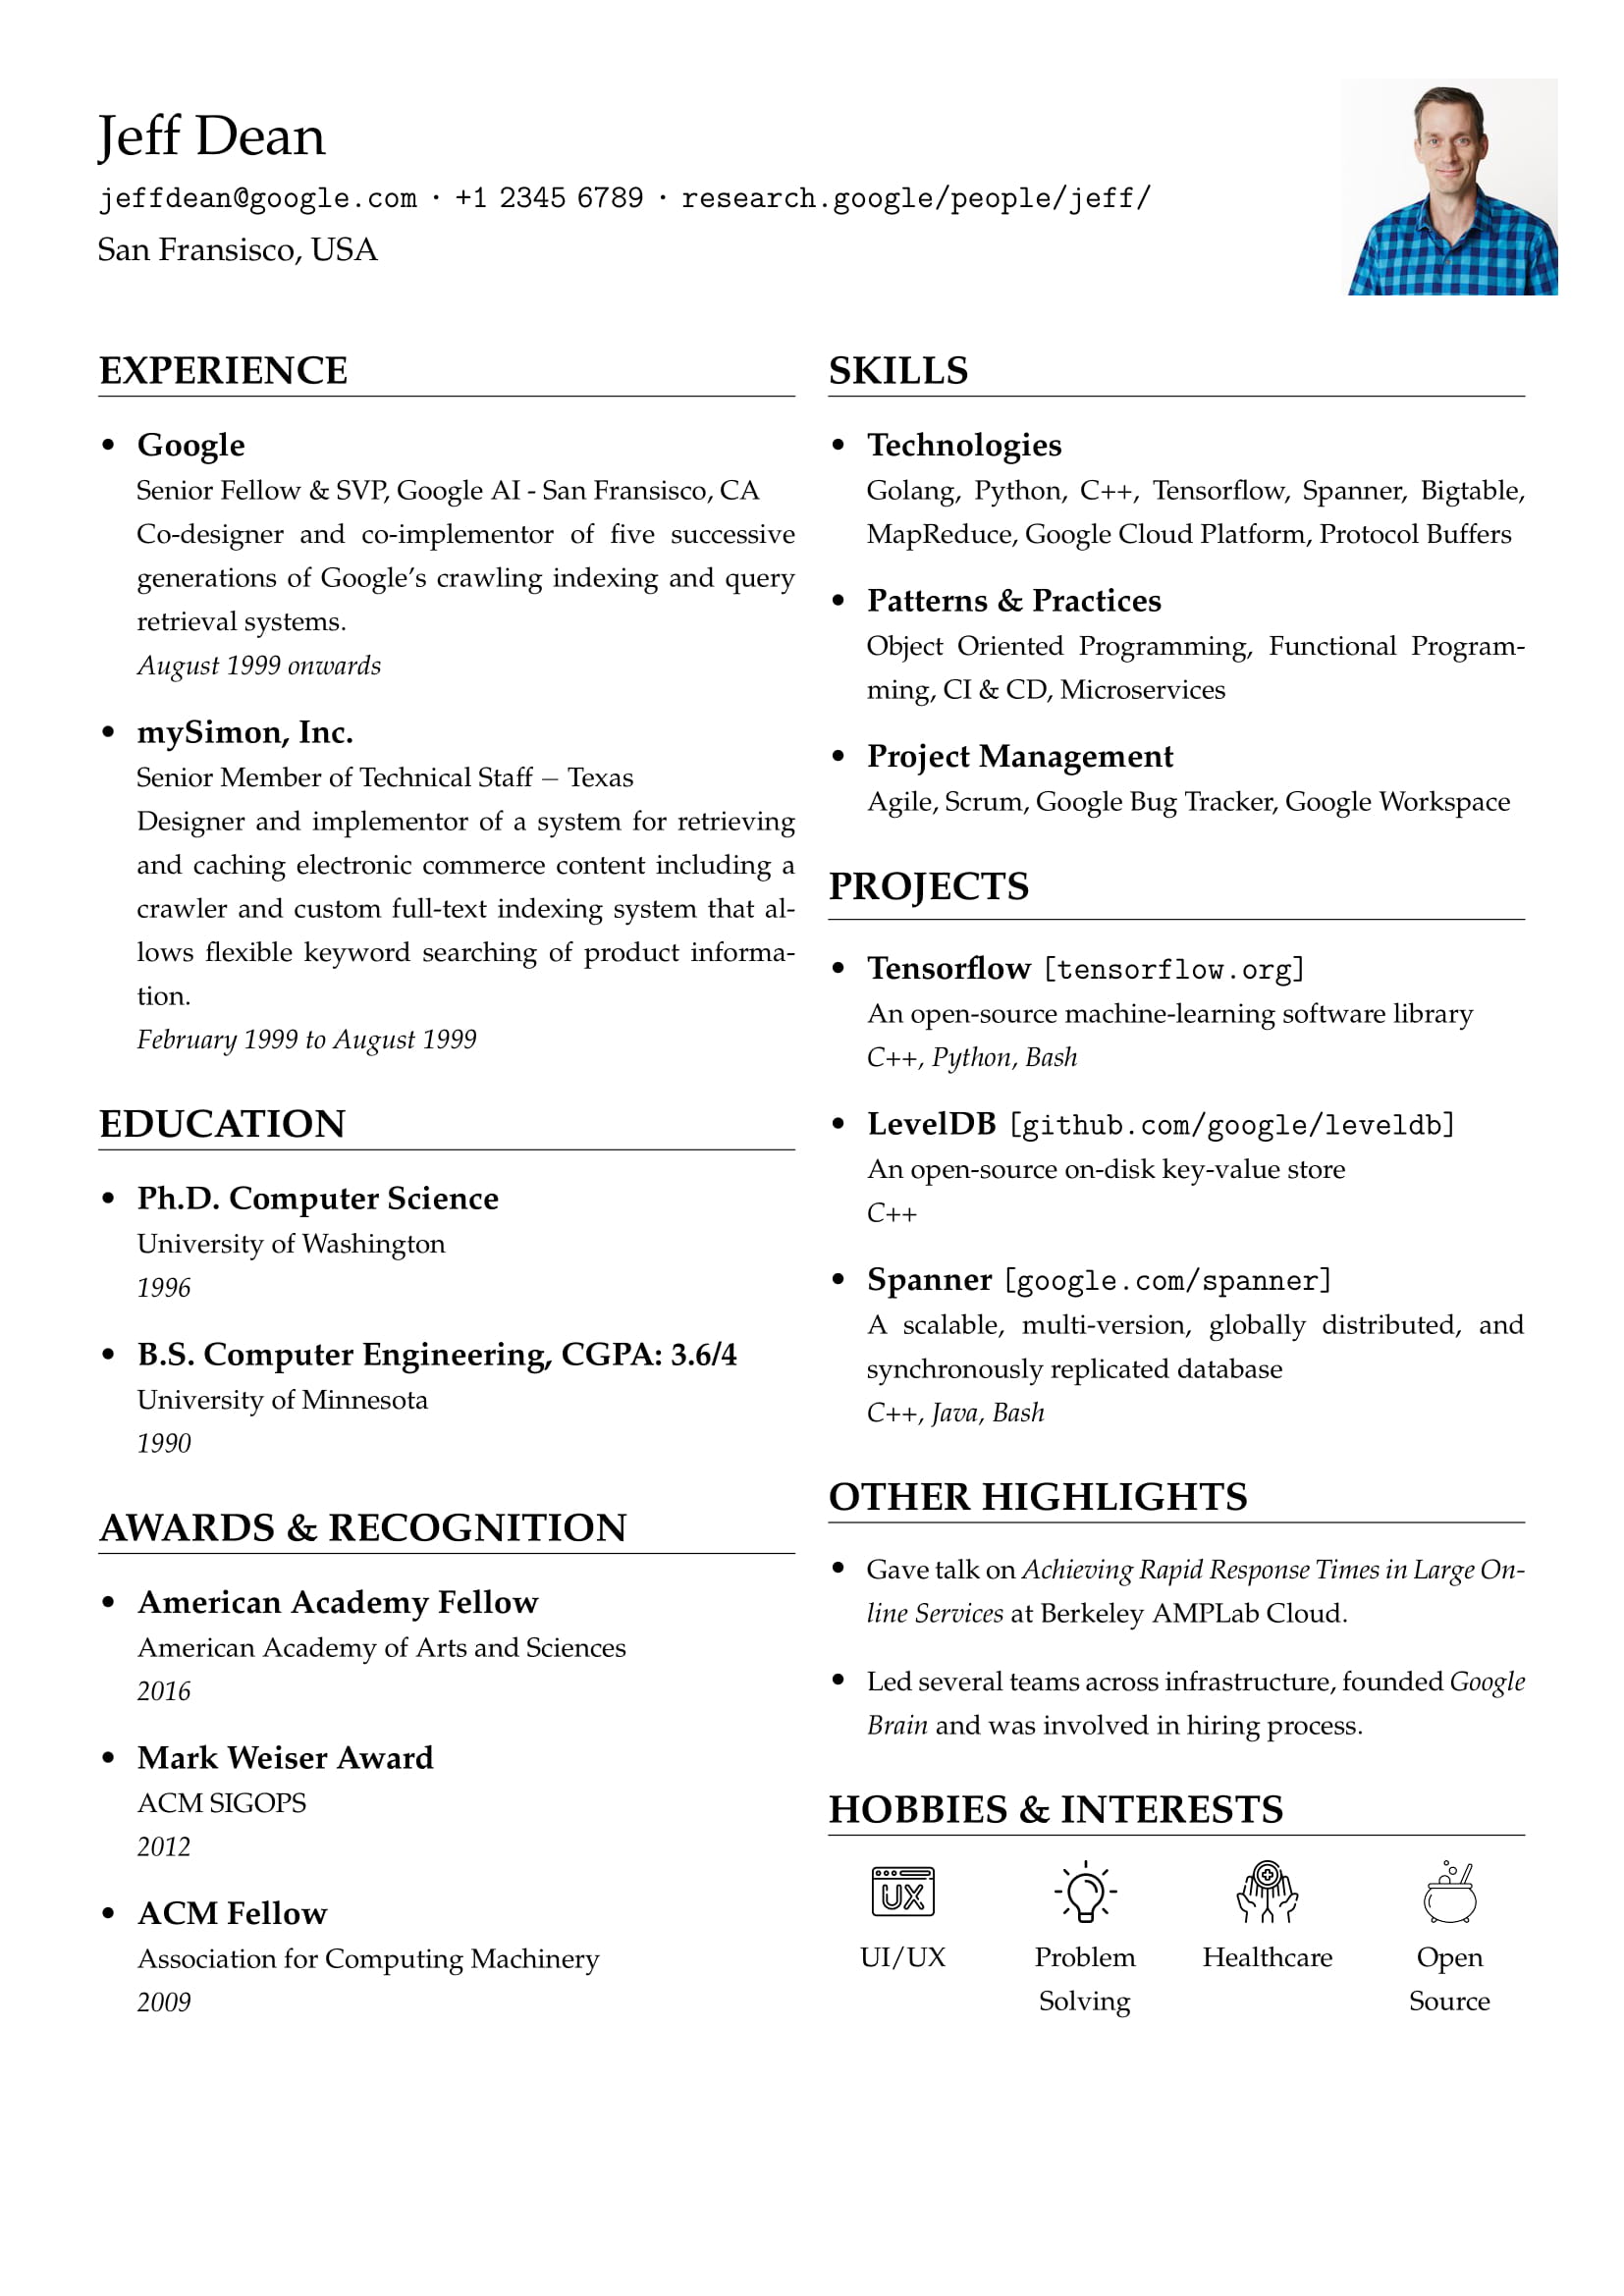 Jeff Dean
jeffdean@google.com · +1 2345 6789 · research.google/people/jeff/
San Fransisco, USA
EXPERIENCE
• Google
Senior Fellow & SVP, Google AI - San Fransisco, CA
Co-designer and co-implementor of five successive
generations of Google's crawling indexing and query
retrieval systems.
August 1999 onwards
• mySimon, Inc.
Senior Member of Technical Staff – Texas
Designer and implementor of a system for retrieving
and caching electronic commerce content including a
crawler and custom full-text indexing system that al-
lows flexible keyword searching of product informa-
tion.
February 1999 to August 1999
EDUCATION
• Ph.D. Computer Science
University of Washington
1996
• B.S. Computer Engineering, CGPA: 3.6/4
University of Minnesota
1990
AWARDS & RECOGNITION
• American Academy Fellow
American Academy of Arts and Sciences
2016
• Mark Weiser Award
ACM SIGOPS
2012
• ACM Fellow
Association for Computing Machinery
2009
SKILLS
• Technologies
Golang, Python, C++, Tensorflow, Spanner, Bigtable,
MapReduce, Google Cloud Platform, Protocol Buffers
• Patterns & Practices
Object Oriented Programming, Functional Program-
ming, CI & CD, Microservices
• Project Management
Agile, Scrum, Google Bug Tracker, Google Workspace
PROJECTS
• Tensorflow [tensorflow.org]
An open-source machine-learning software library
C++, Python, Bash
• LevelDB [github.com/google/leveldb]
An open-source on-disk key-value store
C++
• Spanner [google.com/spanner]
A scalable, multi-version, globally distributed, and
synchronously replicated database
C++, Java, Bash
OTHER HIGHLIGHTS
• Gave talk on Achieving Rapid Response Times in Large On-
line Services at Berkeley AMPLab Cloud.
• Led several teams across infrastructure, founded Google
Brain and was involved in hiring process.
HOBBIES & INTERESTS
UX
UI/UX
Problem
Solving
Healthcare
Open
Source